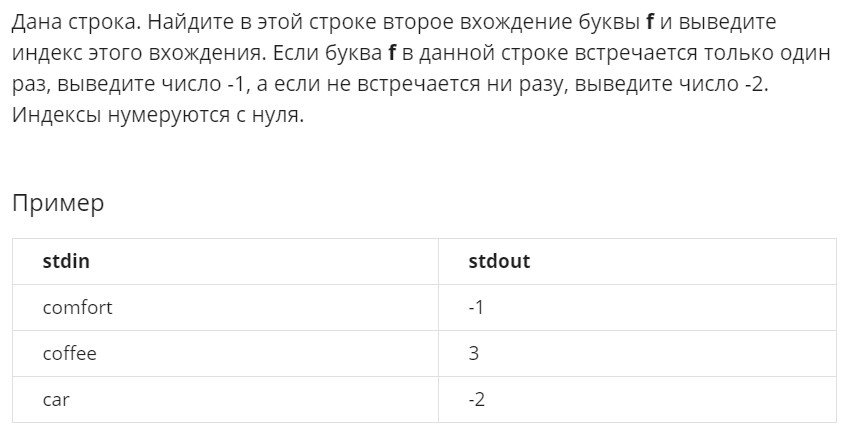 Дана строка. Найдите в этой строке второе вхождение буквы f и выведите
индекс этого вхождения. Если буква f в данной строке встречается только один
раз, выведите число -1, а если не встречается ни разу, выведите число -2.
Индексы нумеруются с нуля.
Пример
stdin stdout
comfort -1
coffee 3
car -2